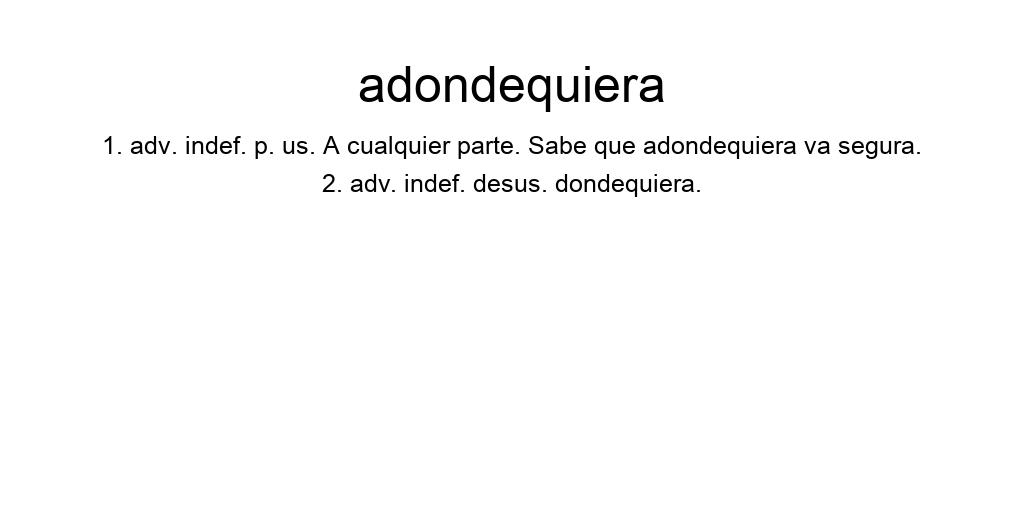 adondequiera
1. adv. indef. p. us. A cualquier parte. Sabe que adondequiera va segura.
2. adv. indef. desus. dondequiera.